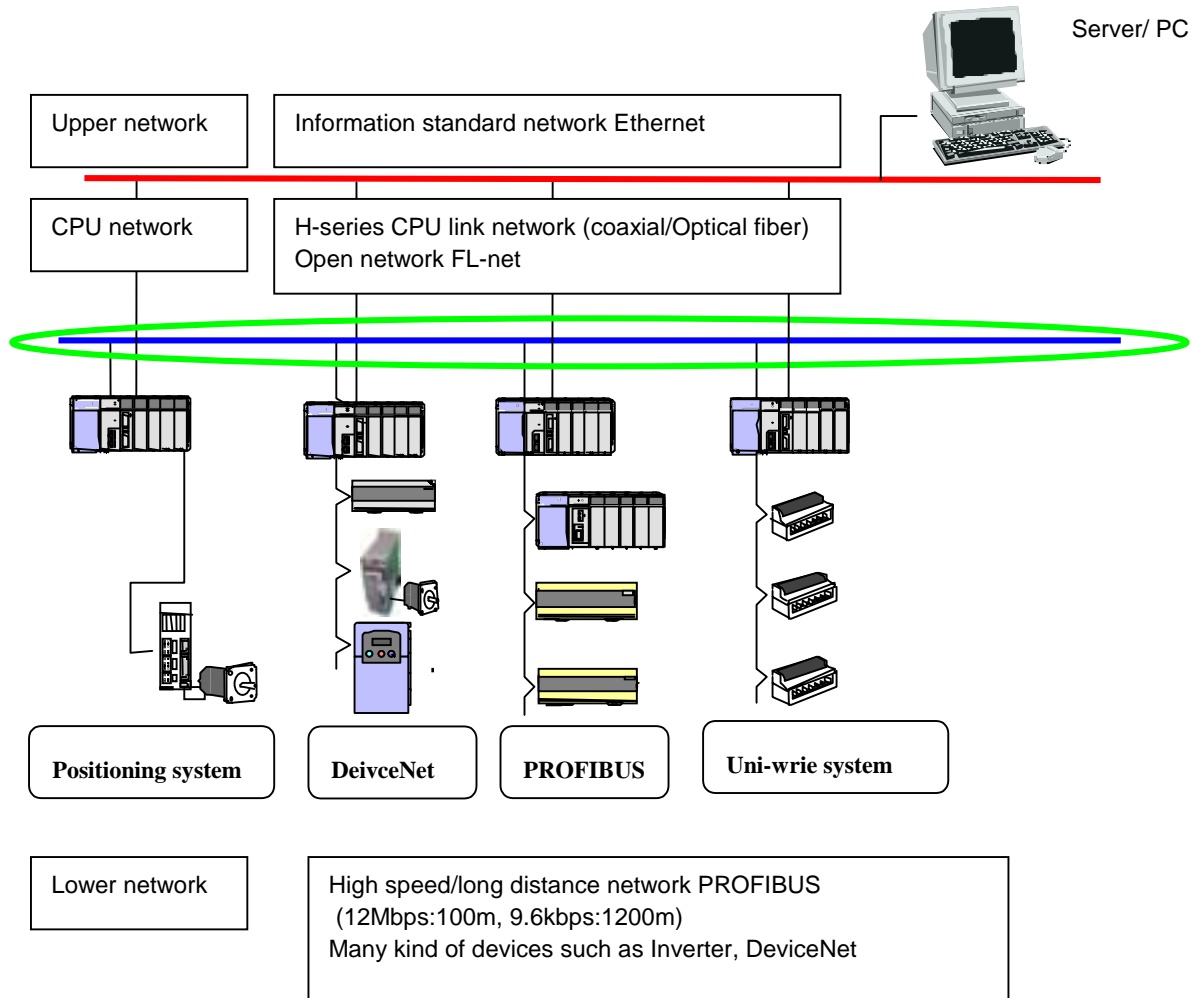 Server/ PC
Upper network
Information standard network Ethernet
CPU network
H-series CPU link network (coaxial/Optical fiber)
Open network FL-net
Positioning system
DeivceNet
PROFIBUS
Uni-wrie system
Lower network
High speed/long distance network PROFIBUS
(12Mbps:100m, 9.6kbps:1200m)
Many kind of devices such as Inverter, DeviceNet